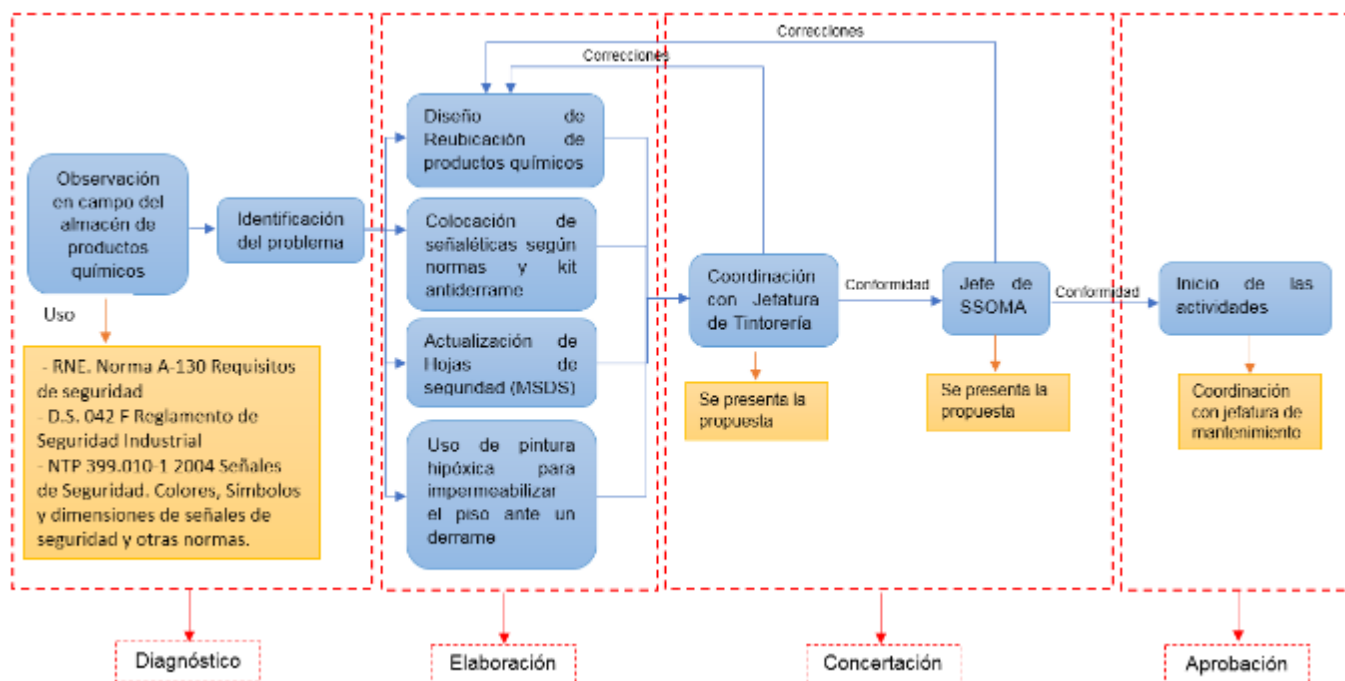 Correcciones
Correcciones
Observación
en campo del
almacén de
productos
químicos
Uso
- RNE. Norma A-130 Requisitos
de seguridad
- D.S. 042 F Reglamento de
Seguridad Industrial
- NTP 399.010-1 2004 Señales
de Seguridad. Colores, Símbolos
y dimensiones de señales de
seguridad y otras normas.
Identificación
del problema
Diseño de
Reubicación de
productos químicos
Colocación de
señaléticas según
normas y kit
antiderrame
Actualización de
Hojas de
seguridad (MSDS)
Uso de pintura
hipóxica para
impermeabilizar
el piso ante un
derrame
Coordinación
con Jefatura
de Tintorería
Se presenta la
propuesta
Conformidad
Jefe de
SSOMA
Se presenta la
propuesta
Conformidad
Inicio de las
actividades
Coordinación
con jefatura de
mantenimiento
Diagnóstico
Elaboración
Concertación
Aprobación